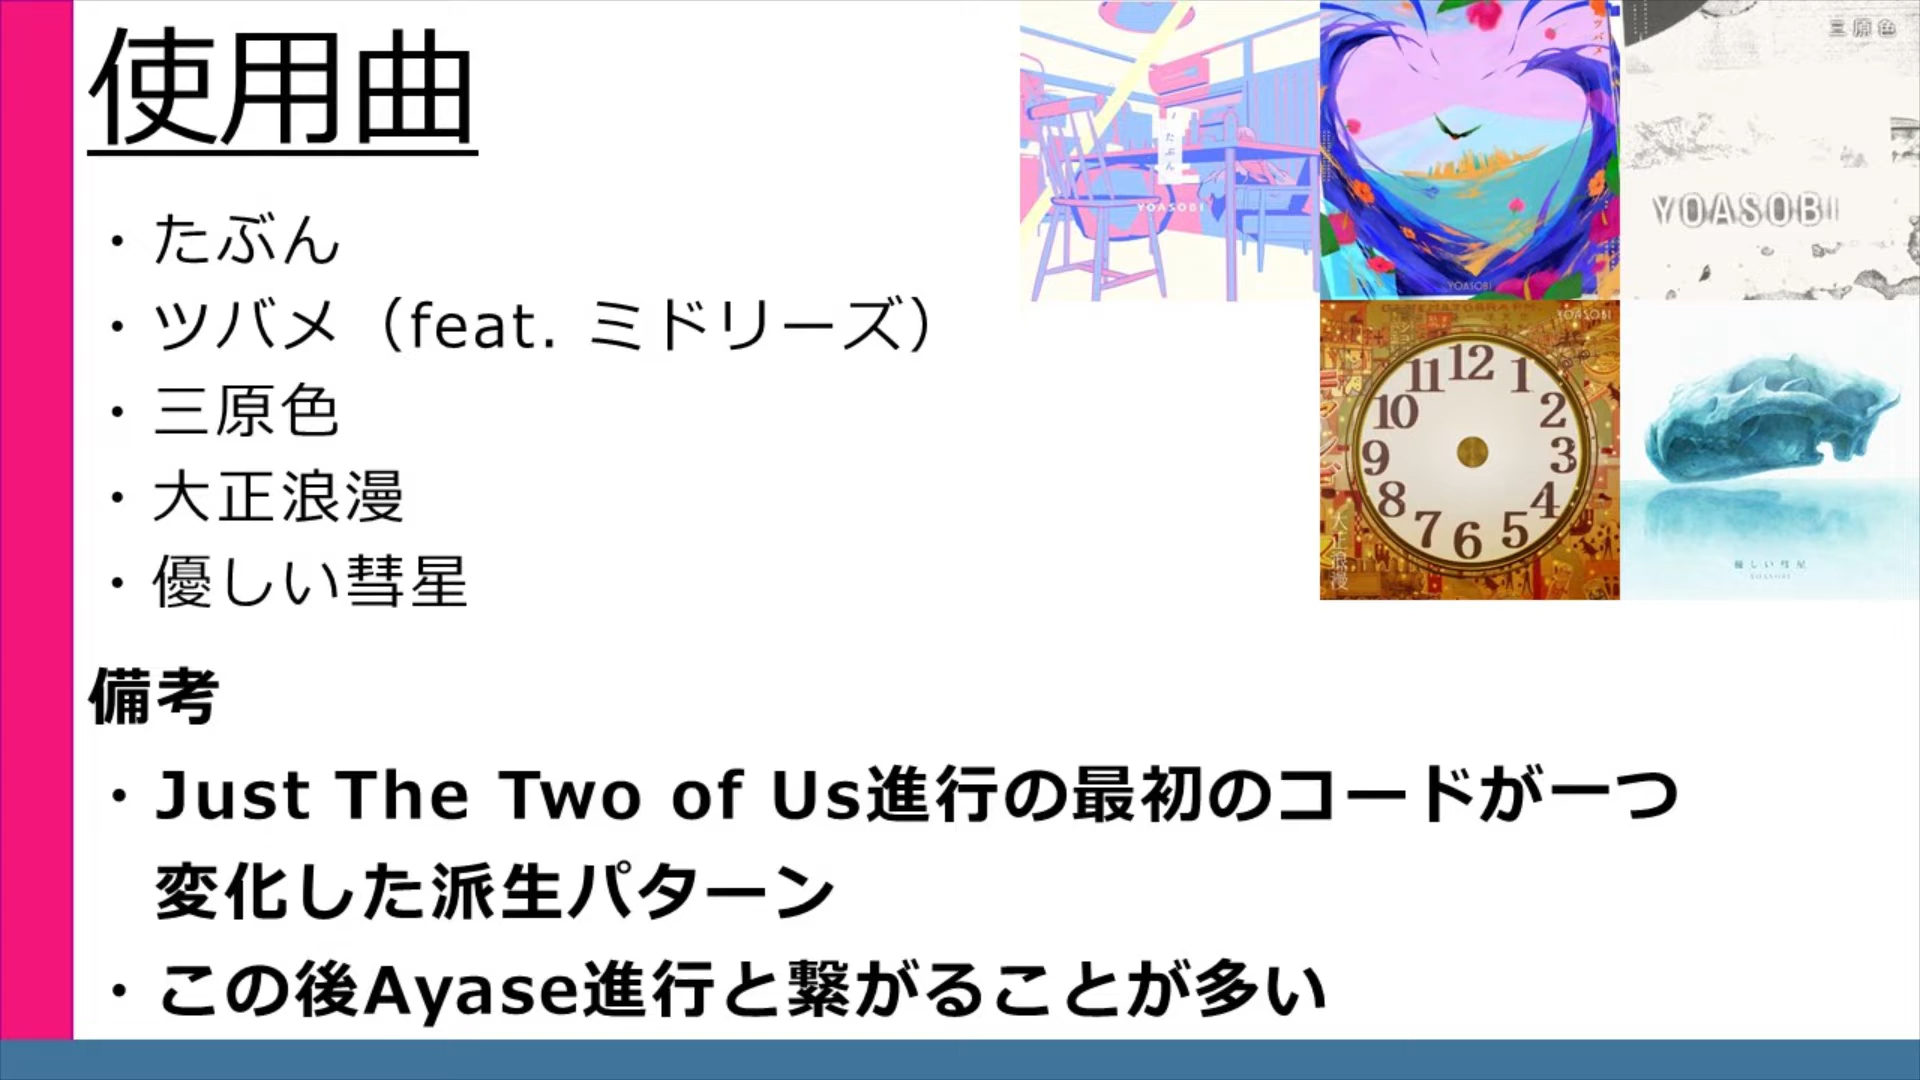 使用曲
・たぶん
・ツバメ（feat. ミドリーズ）
・三原色
・大正浪漫
・優しい彗星
備考
・Just The Two of Us進行の最初のコードが一つ
変化した派生パターン
・この後Ayase進行と繋がることが多い
たぶん
YOASOBI
ツバメ
YOASOBI
三原色
YOASOBI
YOASOBI
12
11 1
10 2
9 3
8 4
7 6 5
大正浪漫
優しい彗星
YOASOBI